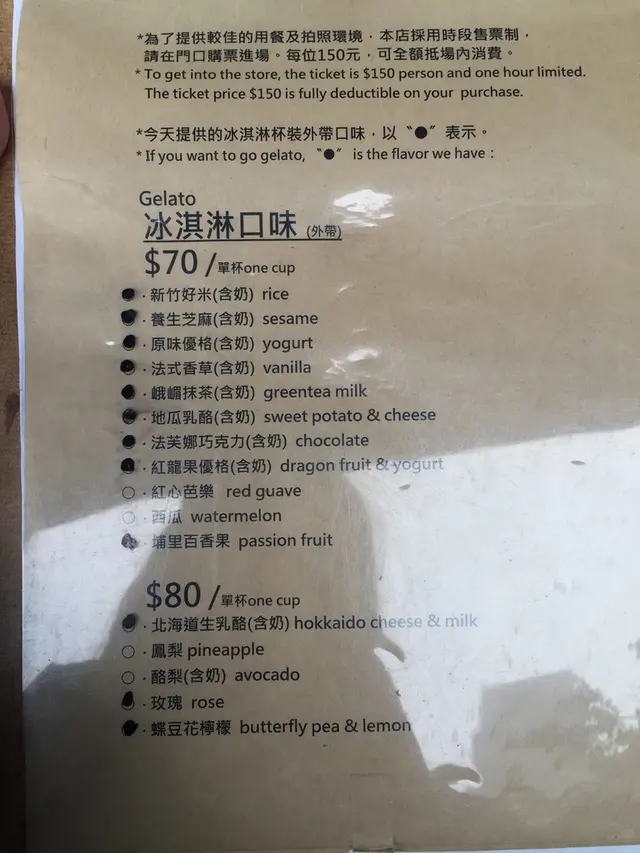 *為了提供較佳的用餐及拍照環境，本店採用時段售票制，
請在門口購票進場。每位150元，可全額抵場內消費。
* To get into the store, the ticket is $150 person and one hour limited.
The ticket price $150 is fully deductible on your purchase.
*今天提供的冰淇淋杯裝外帶口味，以〝●〞表示。
* If you want to go gelato, 〝●〞 is the flavor we have：
Gelato
冰淇淋口味 (外帶)
$70 /單杯one cup
●·新竹好米(含奶) rice
●·養生芝麻(含奶) sesame
●·原味優格(含奶) yogurt
●·法式香草(含奶) vanilla
●·峨嵋抹茶(含奶) greentea milk
●·地瓜乳酪(含奶) sweet potato & cheese
●·法芙娜巧克力(含奶) chocolate
●·紅龍果優格(含奶) dragon fruit & yogurt
○·紅心芭樂 red guave
○·西瓜 watermelon
●·埔里百香果 passion fruit
$80 /單杯one cup
●·北海道生乳酪(含奶) hokkaido cheese & milk
○·鳳梨 pineapple
○·酪梨(含奶) avocado
●·玫瑰 rose
●·蝶豆花檸檬 butterfly pea & lemon